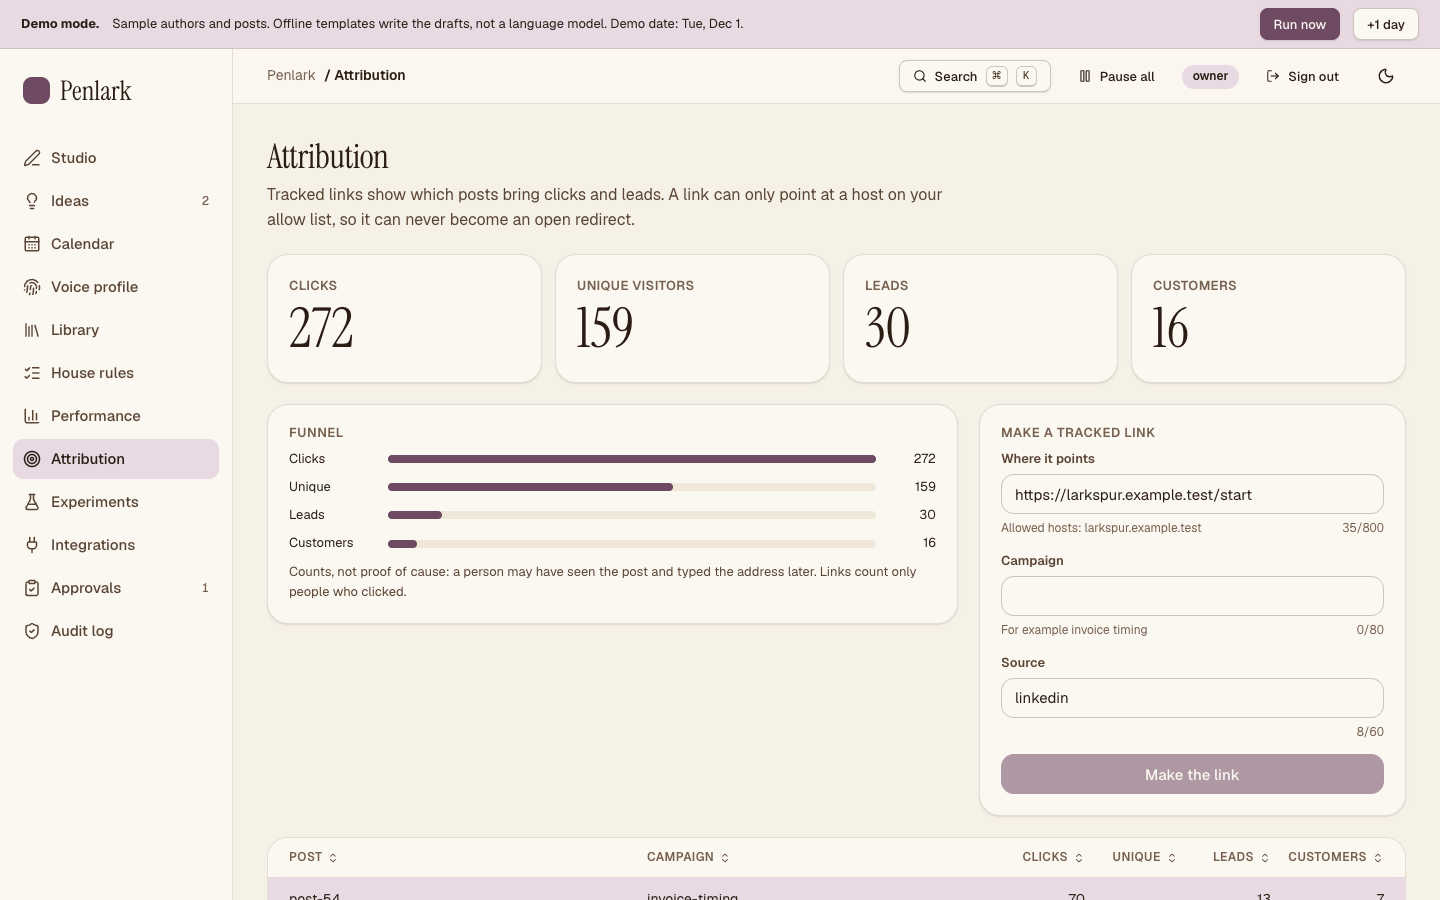 Demo mode. Sample authors and posts. Offline templates write the drafts, not a language model. Demo date: Tue, Dec 1.
Run now
+1 day
Penlark
Penlark / Attribution
Search ⌘ K
Pause all
owner
Sign out
Studio
Ideas 2
Calendar
Voice profile
Library
House rules
Performance
Attribution
Experiments
Integrations
Approvals 1
Audit log
Attribution
Tracked links show which posts bring clicks and leads. A link can only point at a host on your
allow list, so it can never become an open redirect.
CLICKS
272
UNIQUE VISITORS
159
LEADS
30
CUSTOMERS
16
FUNNEL
Clicks 272
Unique 159
Leads 30
Customers 16
Counts, not proof of cause: a person may have seen the post and typed the address later. Links count only
people who clicked.
MAKE A TRACKED LINK
Where it points
https://larkspur.example.test/start
Allowed hosts: larkspur.example.test 35/800
Campaign
For example invoice timing 0/80
Source
linkedin
8/60
Make the link
POST CAMPAIGN CLICKS UNIQUE LEADS CUSTOMERS
post-54 invoice-timing 70 13 7